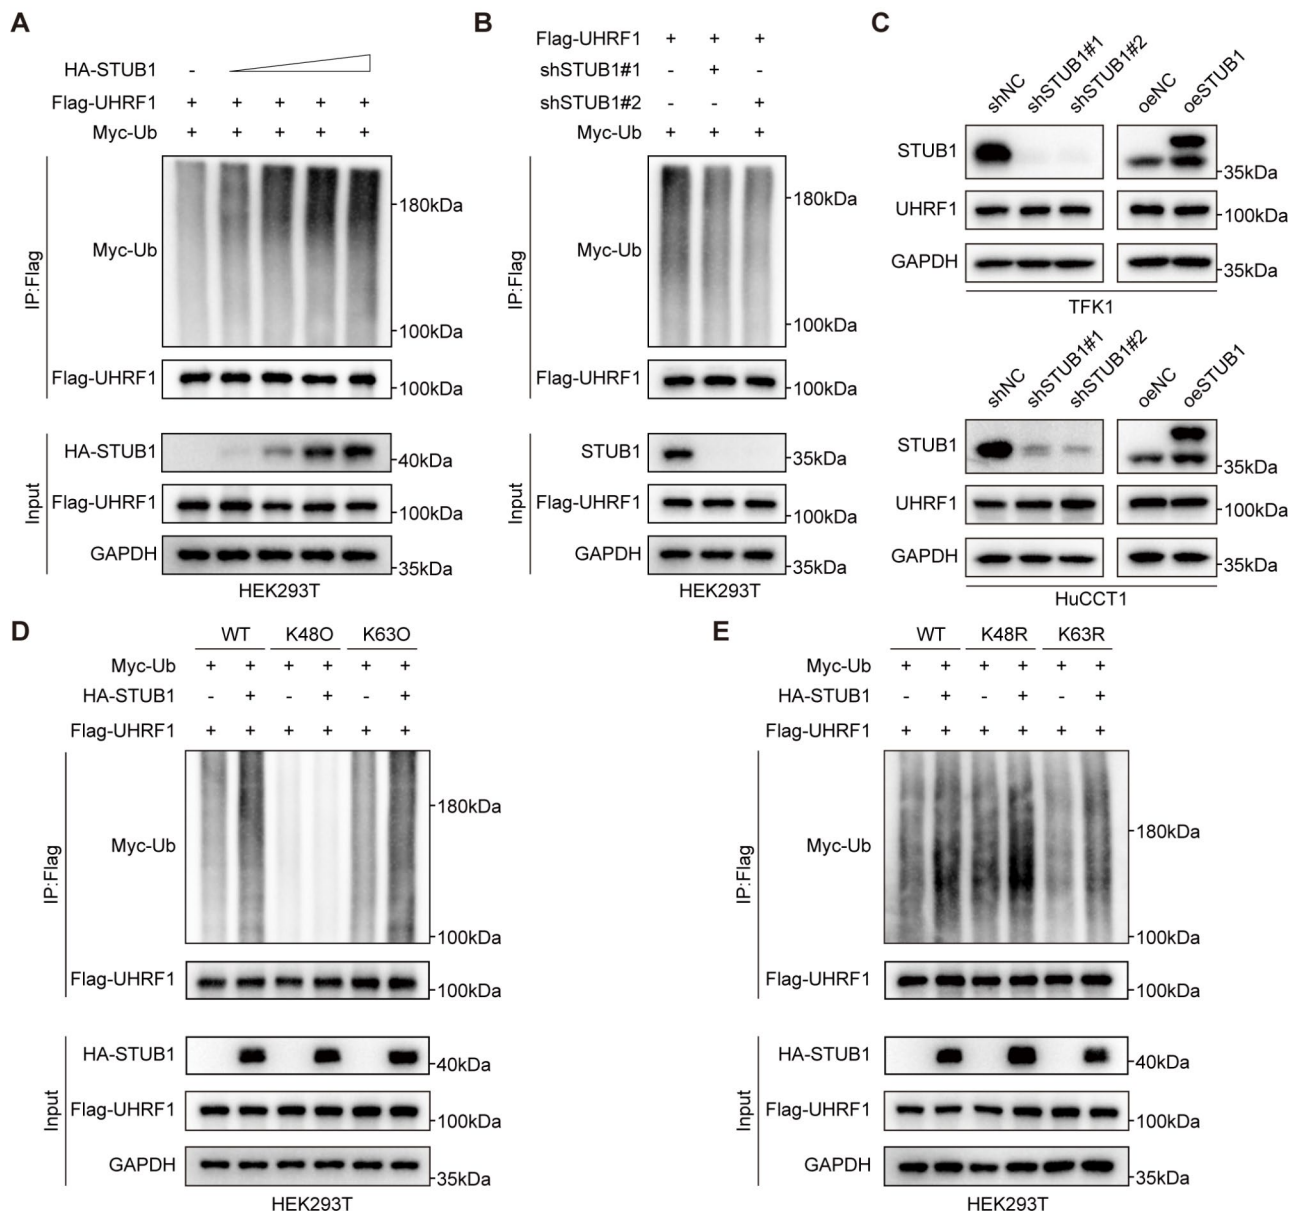 A
HA-STUB1 -
Flag-UHRF1 + + + + +
Myc-Ub + + + + +
IP:Flag
Myc-Ub
180kDa
100kDa
Flag-UHRF1
100kDa
Input
HA-STUB1
40kDa
Flag-UHRF1
100kDa
GAPDH
35kDa
HEK293T
B
Flag-UHRF1 + + +
shSTUB1#1 - + -
shSTUB1#2 - - +
Myc-Ub + + +
IP:Flag
Myc-Ub
180kDa
100kDa
Flag-UHRF1
100kDa
Input
STUB1
35kDa
Flag-UHRF1
100kDa
GAPDH
35kDa
HEK293T
C
shNC shSTUB1#1 shSTUB1#2 oeNC oeSTUB1
STUB1
35kDa
UHRF1
100kDa
GAPDH
35kDa
TFK1
shNC shSTUB1#1 shSTUB1#2 oeNC oeSTUB1
STUB1
35kDa
UHRF1
100kDa
GAPDH
35kDa
HuCCT1
D
WT K48O K63O
Myc-Ub + + + + + +
HA-STUB1 - + - + - +
Flag-UHRF1 + + + + + +
IP:Flag
Myc-Ub
180kDa
100kDa
Flag-UHRF1
100kDa
Input
HA-STUB1
40kDa
Flag-UHRF1
100kDa
GAPDH
35kDa
HEK293T
E
WT K48R K63R
Myc-Ub + + + + + +
HA-STUB1 - + - + - +
Flag-UHRF1 + + + + + +
IP:Flag
Myc-Ub
180kDa
100kDa
Flag-UHRF1
100kDa
Input
HA-STUB1
40kDa
Flag-UHRF1
100kDa
GAPDH
35kDa
HEK293T